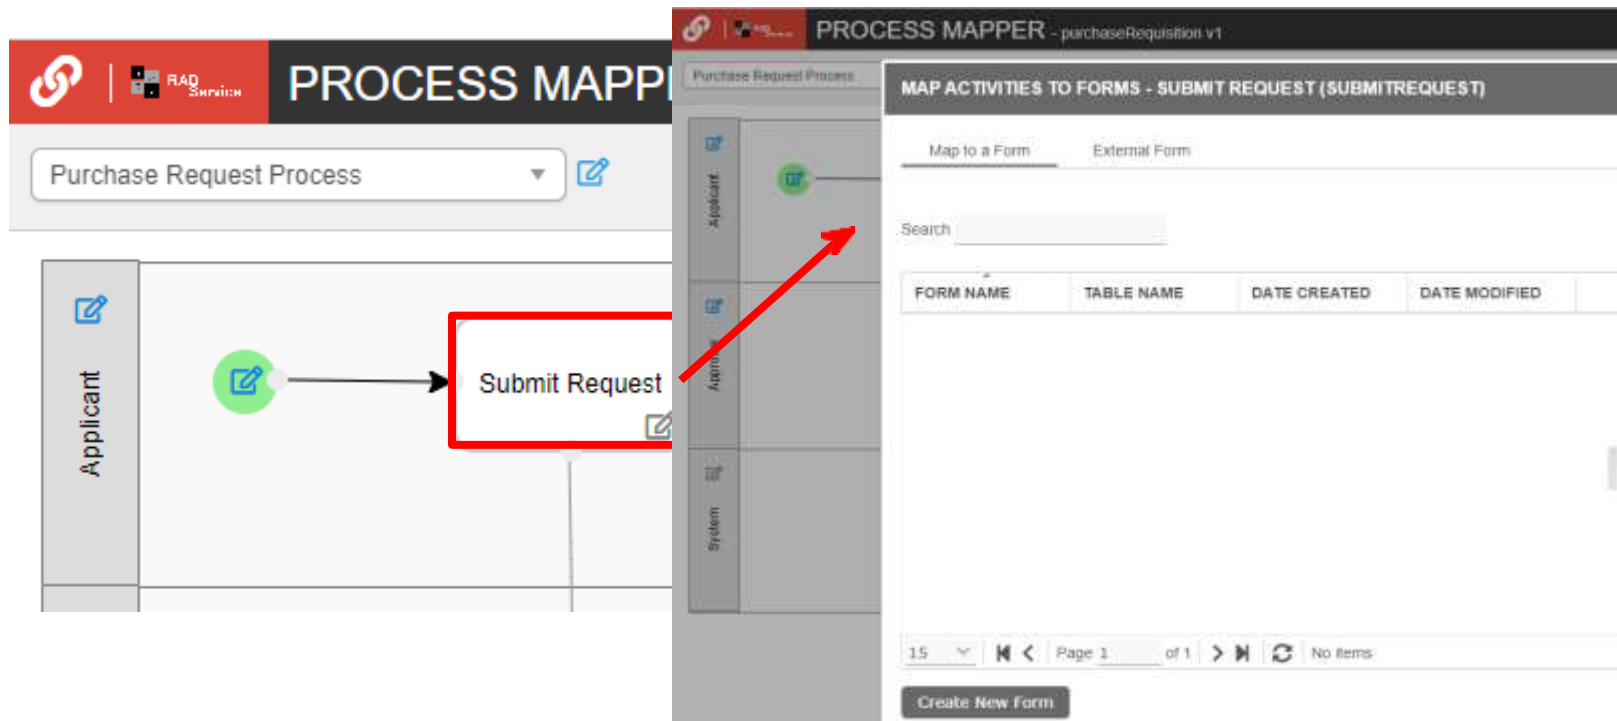 RAD
Service
PROCESS MAPP
Purchase Request Process
Applicant
Submit Request
PROCESS MAPPER - purchaseRequisition v1
Purchase Request Process
Applicant
Approver
System
MAP ACTIVITIES TO FORMS - SUBMIT REQUEST (SUBMITREQUEST)
Map to a Form External Form
Search
FORM NAME TABLE NAME DATE CREATED DATE MODIFIED
15 Page 1 of 1 No items
Create New Form